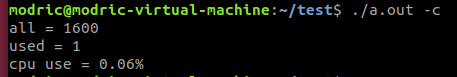 modric@modric-virtual-machine:~/test$ ./a.out -c
all = 1600
used = 1
cpu use = 0.06%